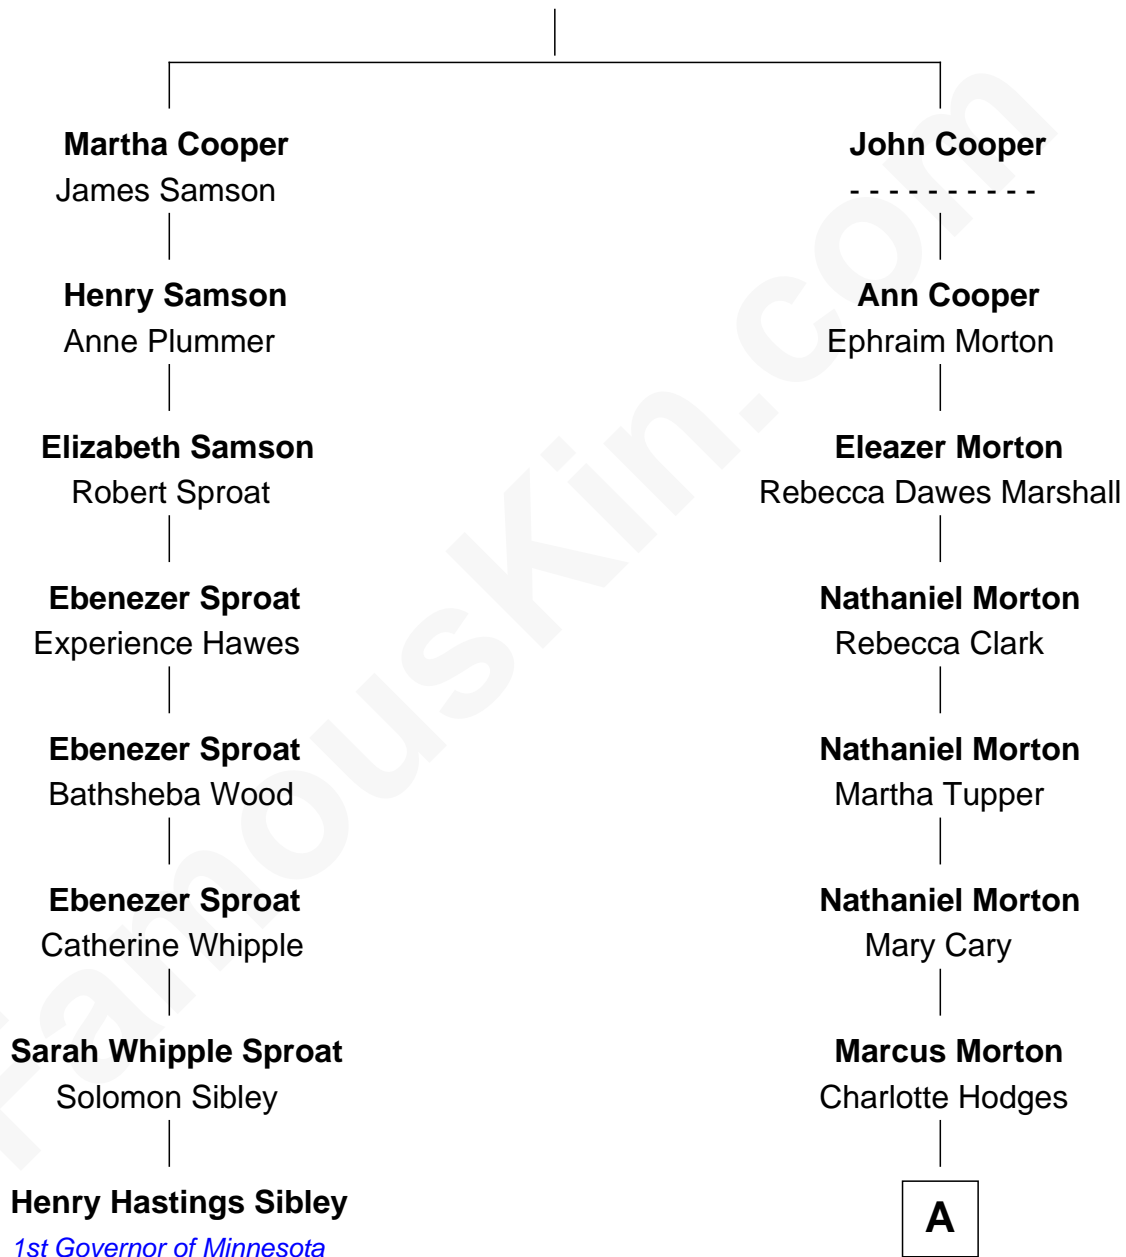 Martha Cooper
James Samson
Henry Samson
Anne Plummer
Elizabeth Samson
Robert Sproat
Ebenezer Sproat
Experience Hawes
Ebenezer Sproat
Bathsheba Wood
Ebenezer Sproat
Catherine Whipple
Sarah Whipple Sproat
Solomon Sibley
Henry Hastings Sibley
1st Governor of Minnesota
John Cooper
- - - - - - - - - -
Ann Cooper
Ephraim Morton
Eleazer Morton
Rebecca Dawes Marshall
Nathaniel Morton
Rebecca Clark
Nathaniel Morton
Martha Tupper
Nathaniel Morton
Mary Cary
Marcus Morton
Charlotte Hodges
A
FamousKin.com